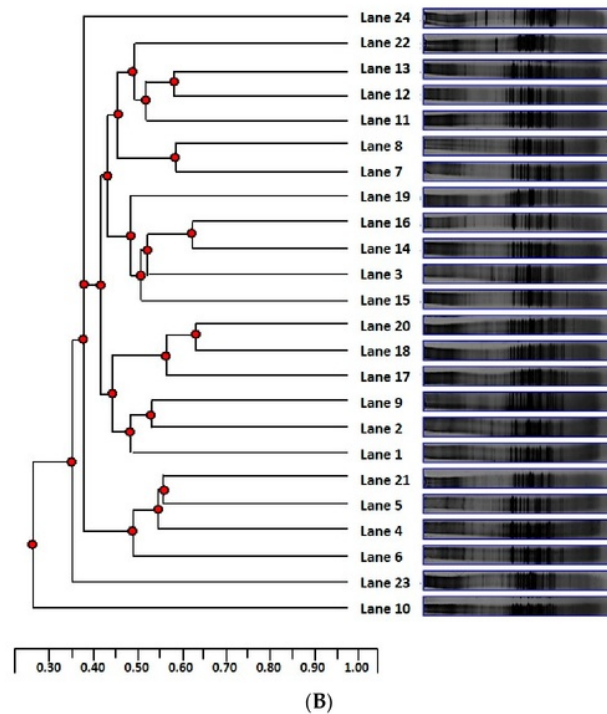 Lane 24
Lane 22
Lane 13
Lane 12
Lane 11
Lane 8
Lane 7
Lane 19
Lane 16
Lane 14
Lane 3
Lane 15
Lane 20
Lane 18
Lane 17
Lane 9
Lane 2
Lane 1
Lane 21
Lane 5
Lane 4
Lane 6
Lane 23
Lane 10
0.30 0.40 0.50 0.60 0.70 0.80 0.90 1.00
(B)